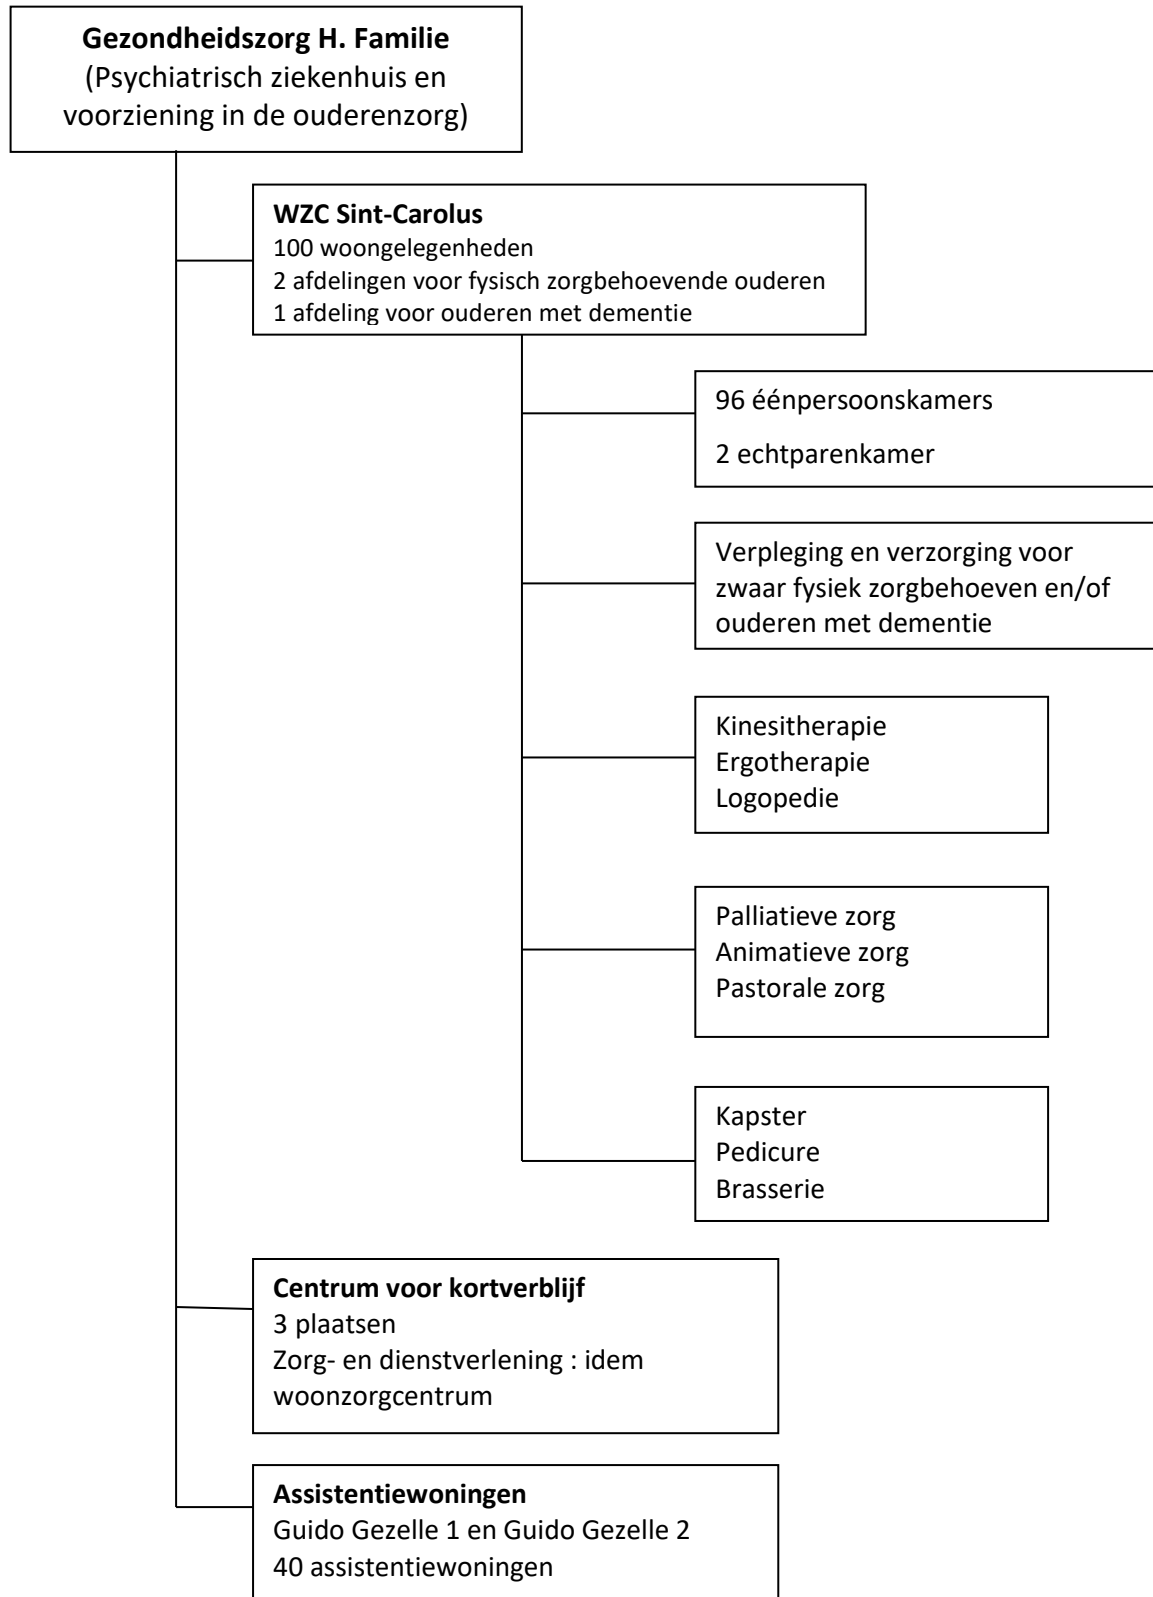 Gezondheidszorg H. Familie
(Psychiatrisch ziekenhuis en
voorziening in de ouderenzorg)
WZC Sint-Carolus
100 woongelegenheden
2 afdelingen voor fysisch zorgbehoevende ouderen
1 afdeling voor ouderen met dementie
96 éénpersoonskamers
2 echtparenkamer
Verpleging en verzorging voor
zwaar fysiek zorgbehoeven en/of
ouderen met dementie
Kinesitherapie
Ergotherapie
Logopedie
Palliatieve zorg
Animatieve zorg
Pastorale zorg
Kapster
Pedicure
Brasserie
Centrum voor kortverblijf
3 plaatsen
Zorg- en dienstverlening : idem
woonzorgcentrum
Assistentiewoningen
Guido Gezelle 1 en Guido Gezelle 2
40 assistentiewoningen